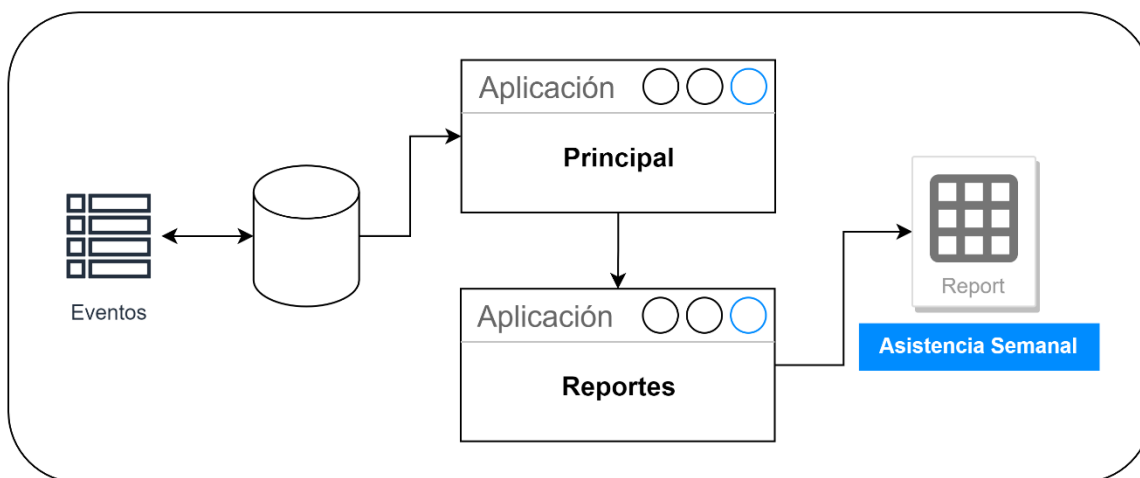 Aplicación
Principal
Eventos
Aplicación
Reportes
Report
Asistencia Semanal